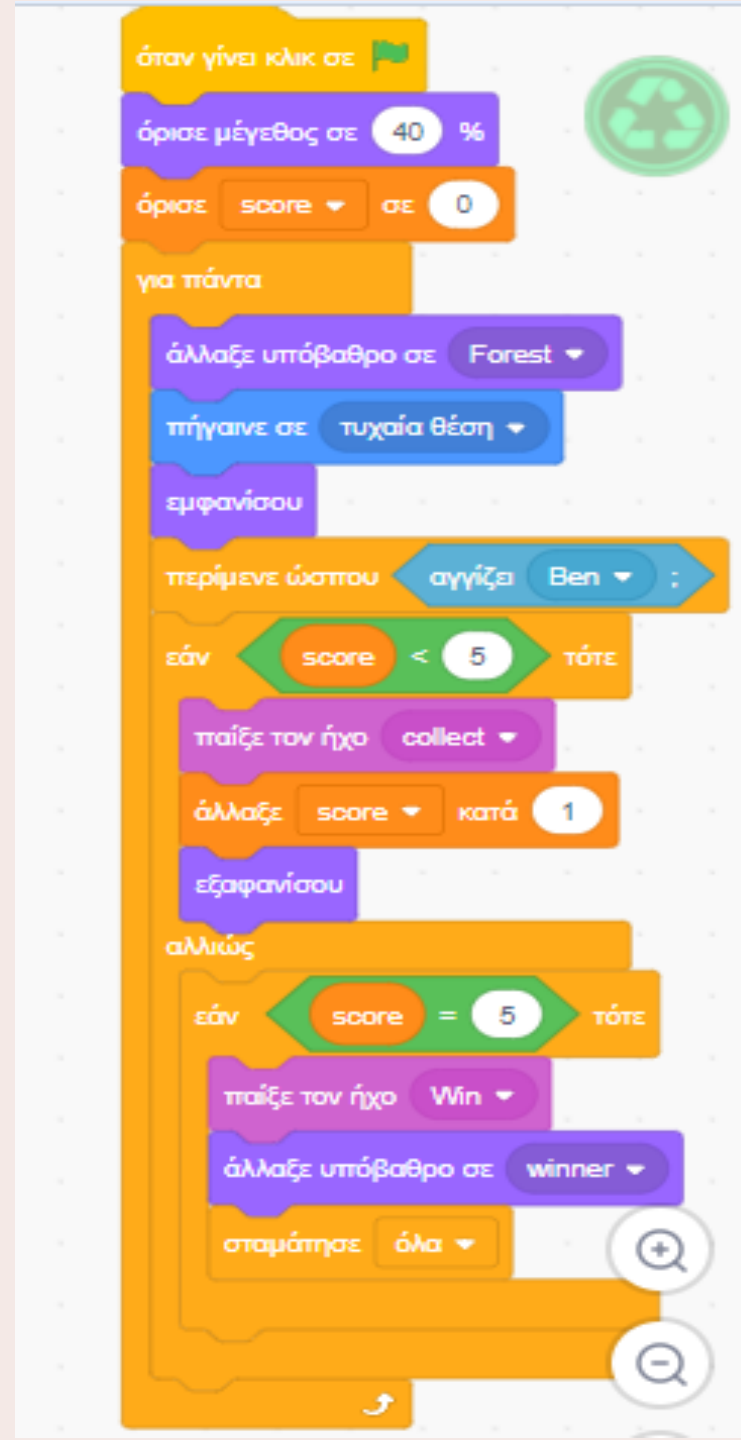 όταν γίνει κλικ σε
όρισε μέγεθος σε 40 %
όρισε score σε 0
για πάντα
άλλαξε υπόβαθρο σε Forest
πήγαινε σε τυχαία θέση
εμφανίσου
περίμενε ώσπου αγγίζει Ben ;
εάν score < 5 τότε
παίξε τον ήχο collect
άλλαξε score κατά 1
εξαφανίσου
αλλιώς
εάν score = 5 τότε
παίξε τον ήχο Win
άλλαξε υπόβαθρο σε winner
σταμάτησε όλα